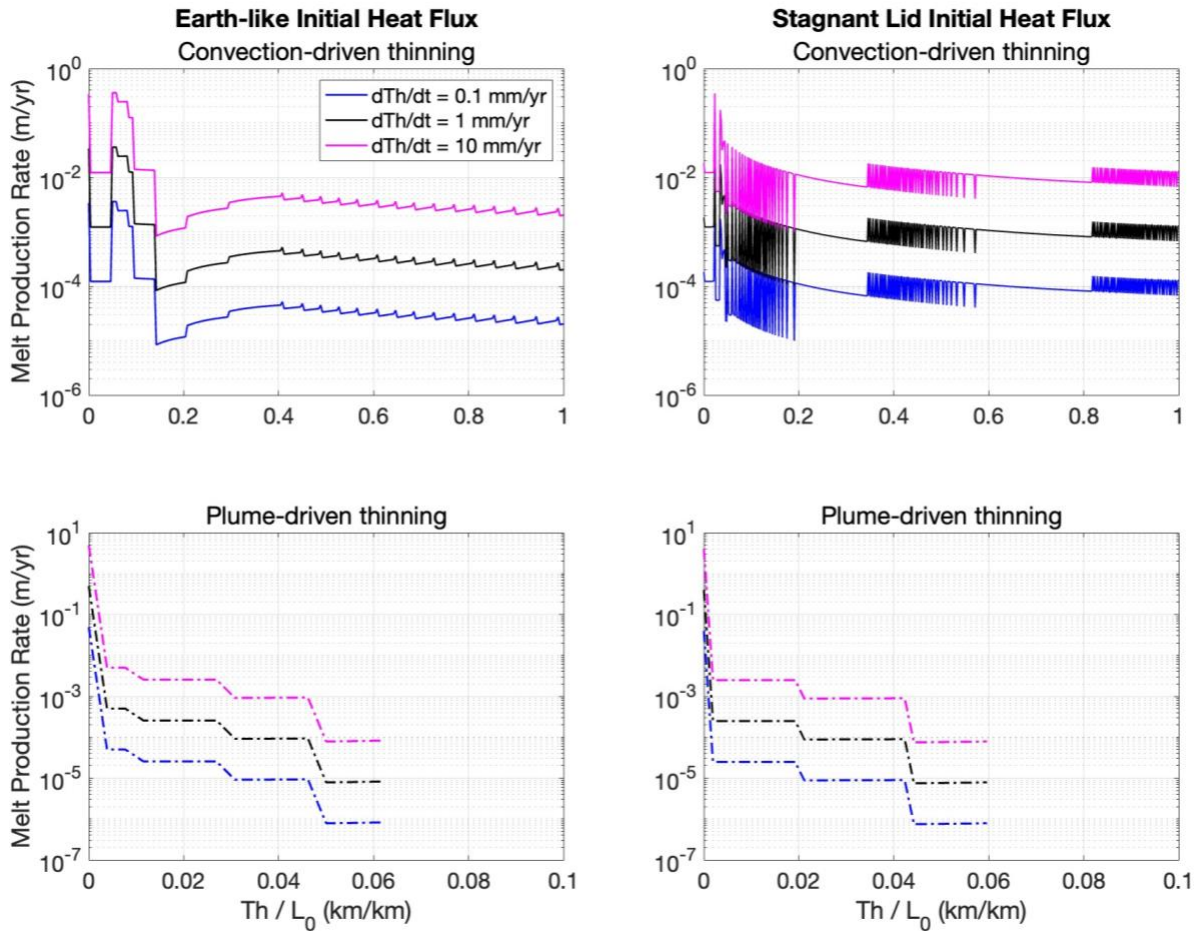 Earth-like Initial Heat Flux
Convection-driven thinning
Melt Production Rate (m/yr)
10^0
10^-2
10^-4
10^-6
0 0.2 0.4 0.6 0.8 1
dTh/dt = 0.1 mm/yr
dTh/dt = 1 mm/yr
dTh/dt = 10 mm/yr
Stagnant Lid Initial Heat Flux
Convection-driven thinning
10^0
10^-2
10^-4
10^-6
0 0.2 0.4 0.6 0.8 1
Plume-driven thinning
Melt Production Rate (m/yr)
10^1
10^-1
10^-3
10^-5
10^-7
0 0.02 0.04 0.06 0.08 0.1
Th / L_0 (km/km)
Plume-driven thinning
10^1
10^-1
10^-3
10^-5
10^-7
0 0.02 0.04 0.06 0.08 0.1
Th / L_0 (km/km)